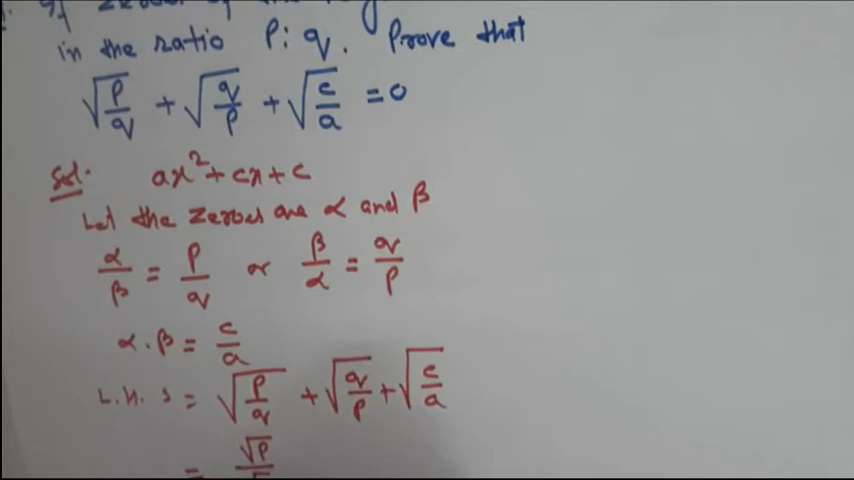 in the ratio p : q. Prove that
√(p/q) + √(q/p) + √(c/a) = 0
Sol. ax² + cx + c
Let the zeroes are α and β
α/β = p/q or β/α = q/p
α . β = c/a
L.H.S = √(p/q) + √(q/p) + √(c/a)
= √p